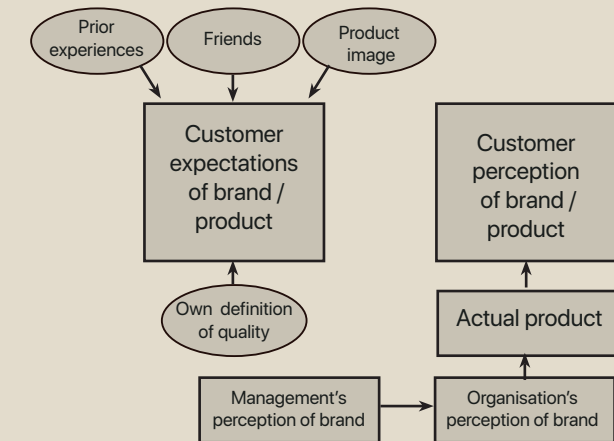 Prior
experiences
Friends
Product
image
Customer
expectations
of brand /
product
Customer
perception
of brand /
product
Own definition
of quality
Actual product
Management's
perception of brand
Organisation's
perception of brand